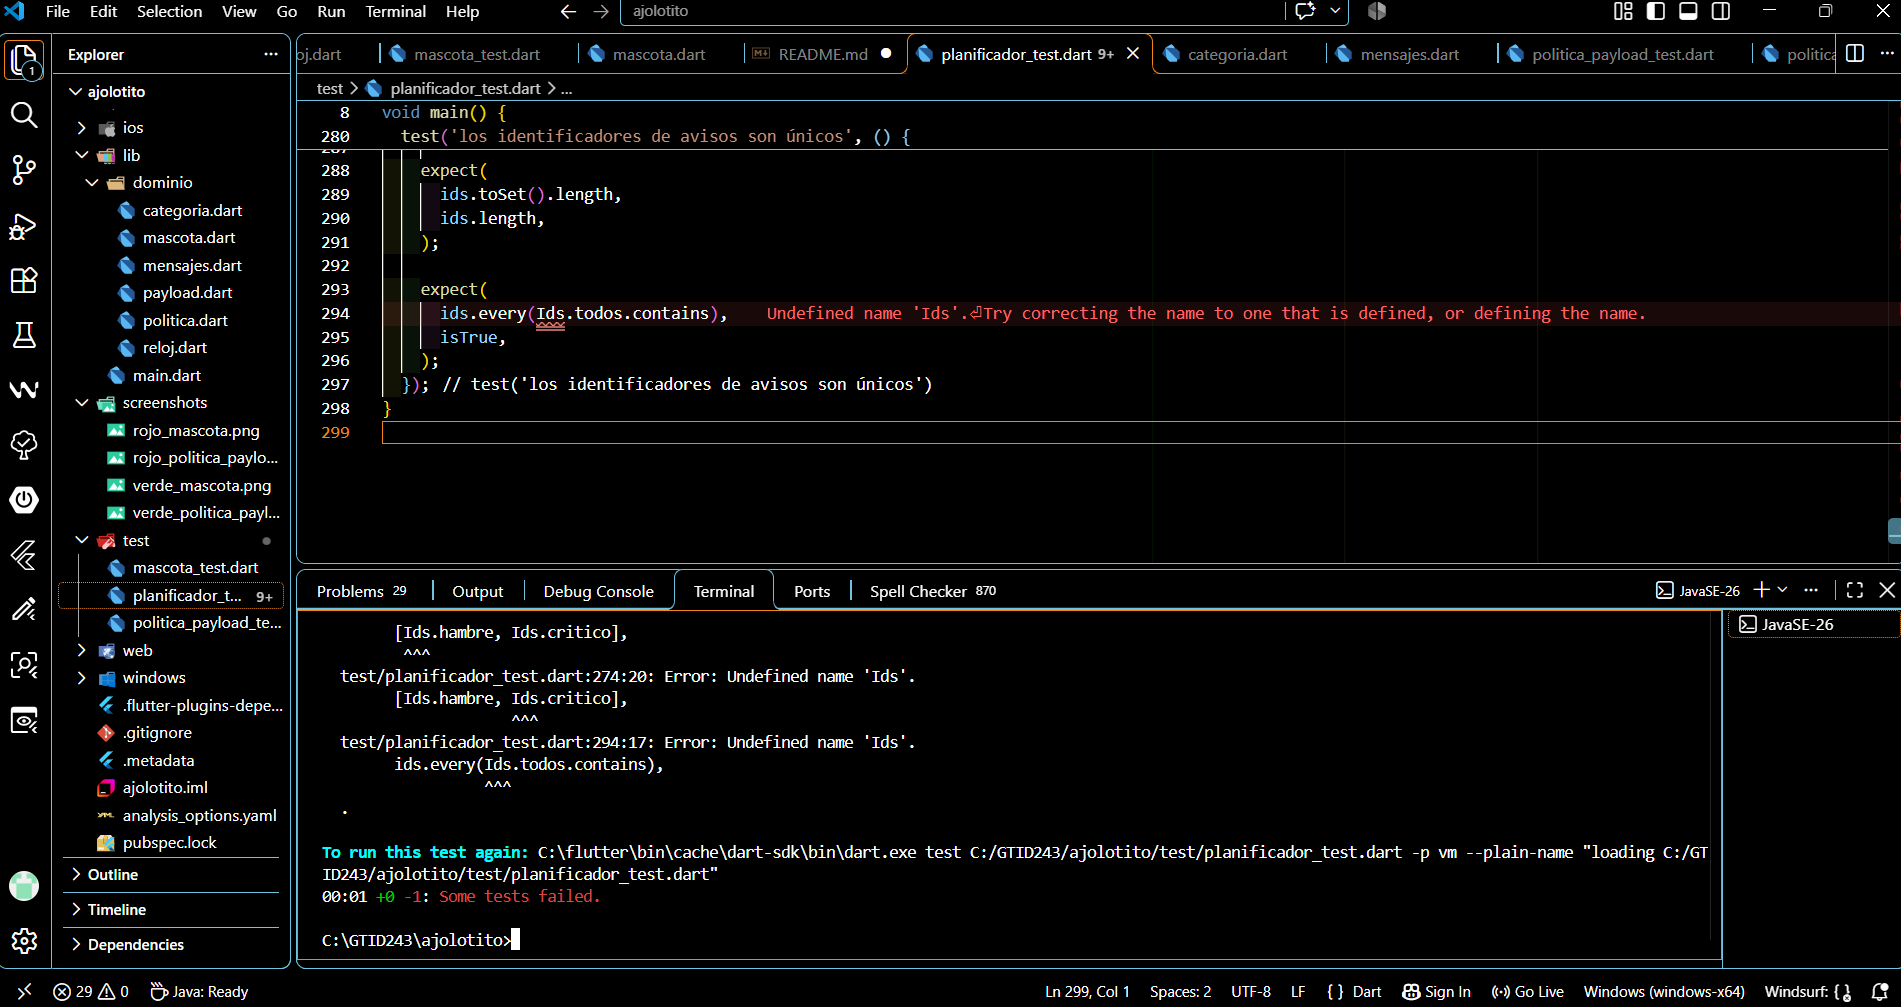 File Edit Selection View Go Run Terminal Help
ajolotito
Explorer
oj.dart mascota_test.dart mascota.dart README.md planificador_test.dart 9+ categoria.dart mensajes.dart politica_payload_test.dart politica
test > planificador_test.dart > ...
ajolotito
ios
lib
dominio
categoria.dart
mascota.dart
mensajes.dart
payload.dart
politica.dart
reloj.dart
main.dart
screenshots
rojo_mascota.png
rojo_politica_paylo...
verde_mascota.png
verde_politica_payl...
test
mascota_test.dart
planificador_t... 9+
politica_payload_te...
web
windows
.flutter-plugins-depe...
.gitignore
.metadata
ajolotito.iml
analysis_options.yaml
pubspec.lock
Outline
Timeline
Dependencies
8 void main() {
280 test('los identificadores de avisos son únicos', () {
287
288 expect(
289 ids.toSet().length,
290 ids.length,
291 );
292
293 expect(
294 ids.every(Ids.todos.contains), Undefined name 'Ids'.⏎Try correcting the name to one that is defined, or defining the name.
295 isTrue,
296 );
297 }); // test('los identificadores de avisos son únicos')
298 }
299
Problems 29 Output Debug Console Terminal Ports Spell Checker 870
JavaSE-26
JavaSE-26
[Ids.hambre, Ids.critico],
^^^
test/planificador_test.dart:274:20: Error: Undefined name 'Ids'.
[Ids.hambre, Ids.critico],
^^^
test/planificador_test.dart:294:17: Error: Undefined name 'Ids'.
ids.every(Ids.todos.contains),
^^^
.
To run this test again: C:\flutter\bin\cache\dart-sdk\bin\dart.exe test C:/GTID243/ajolotito/test/planificador_test.dart -p vm --plain-name "loading C:/GT
ID243/ajolotito/test/planificador_test.dart"
00:01 +0 -1: Some tests failed.
C:\GTID243\ajolotito>
29 0 Java: Ready
Ln 299, Col 1 Spaces: 2 UTF-8 LF { } Dart Sign In Go Live Windows (windows-x64) Windsurf: { }
1